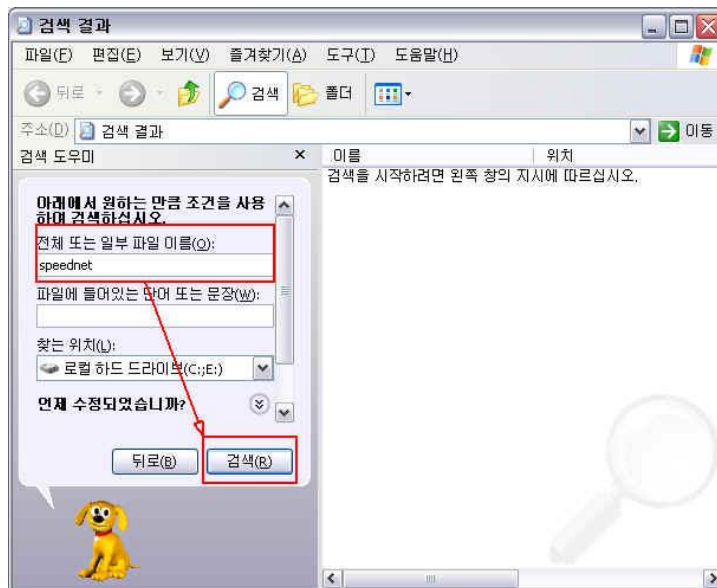 검색 결과
파일(F) 편집(E) 보기(V) 즐겨찾기(A) 도구(T) 도움말(H)
뒤로 검색 폴더
주소(D) 검색 결과 이동
검색 도우미
이름 위치
검색을 시작하려면 왼쪽 창의 지시에 따르십시오.
아래에서 원하는 만큼 조건을 사용
하여 검색하십시오.
전체 또는 일부 파일 이름(O):
speednet
파일에 들어있는 단어 또는 문장(W):
찾는 위치(L):
로컬 하드 드라이브(C:;E:)
언제 수정되었습니까?
뒤로(B) 검색(R)